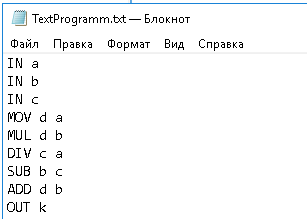 TextProgramm.txt — Блокнот
Файл Правка Формат Вид Справка
IN a
IN b
IN c
MOV d a
MUL d b
DIV c a
SUB b c
ADD d b
OUT k